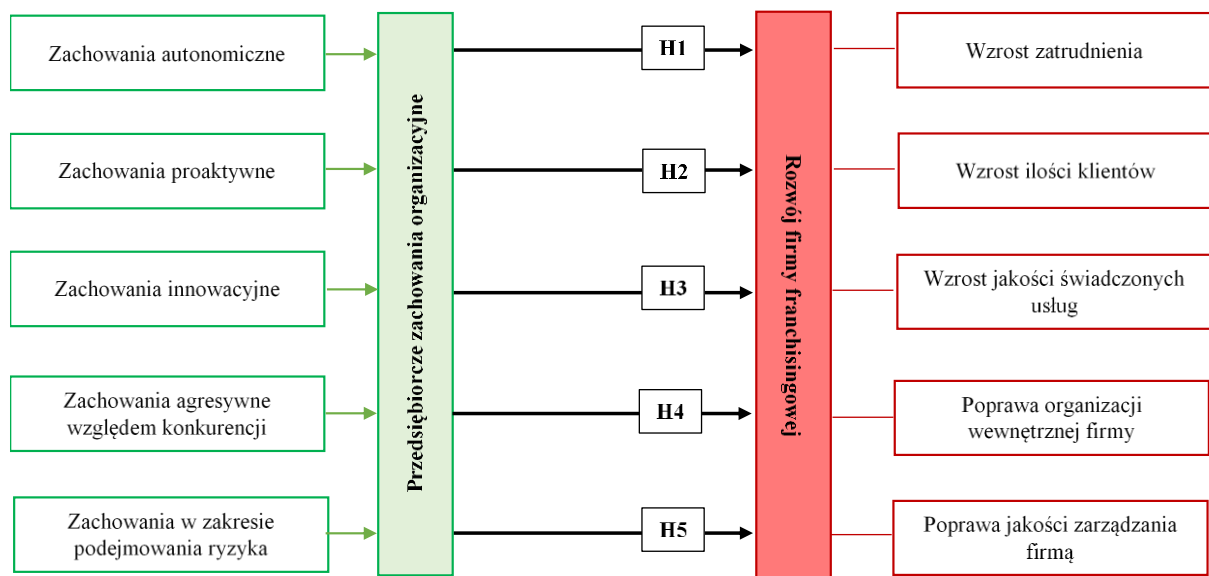 Zachowania autonomiczne
Zachowania proaktywne
Zachowania innowacyjne
Zachowania agresywne
względem konkurencji
Zachowania w zakresie
podejmowania ryzyka
Przedsiębiorcze zachowania organizacyjne
H1
H2
H3
H4
H5
Rozwój firmy franchisingowej
Wzrost zatrudnienia
Wzrost ilości klientów
Wzrost jakości świadczonych
usług
Poprawa organizacji
wewnętrznej firmy
Poprawa jakości zarządzania
firmą